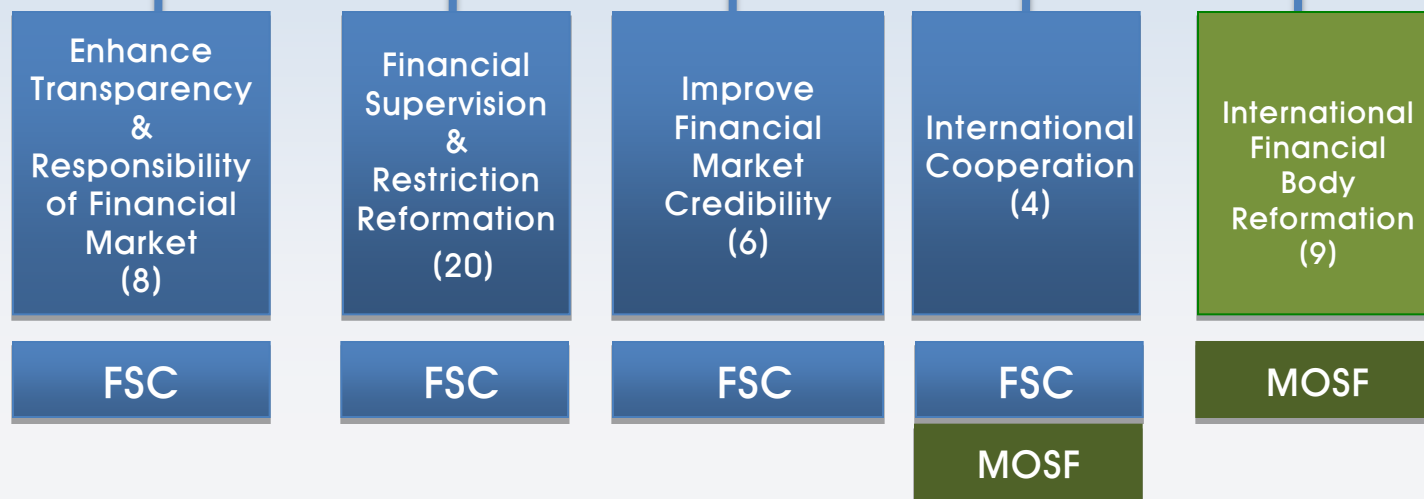 Enhance
Transparency
&
Responsibility
of Financial
Market
(8)
Financial
Supervision
&
Restriction
Reformation
(20)
Improve
Financial
Market
Credibility
(6)
International
Cooperation
(4)
International
Financial
Body
Reformation
(9)
FSC
FSC
FSC
FSC
MOSF
MOSF